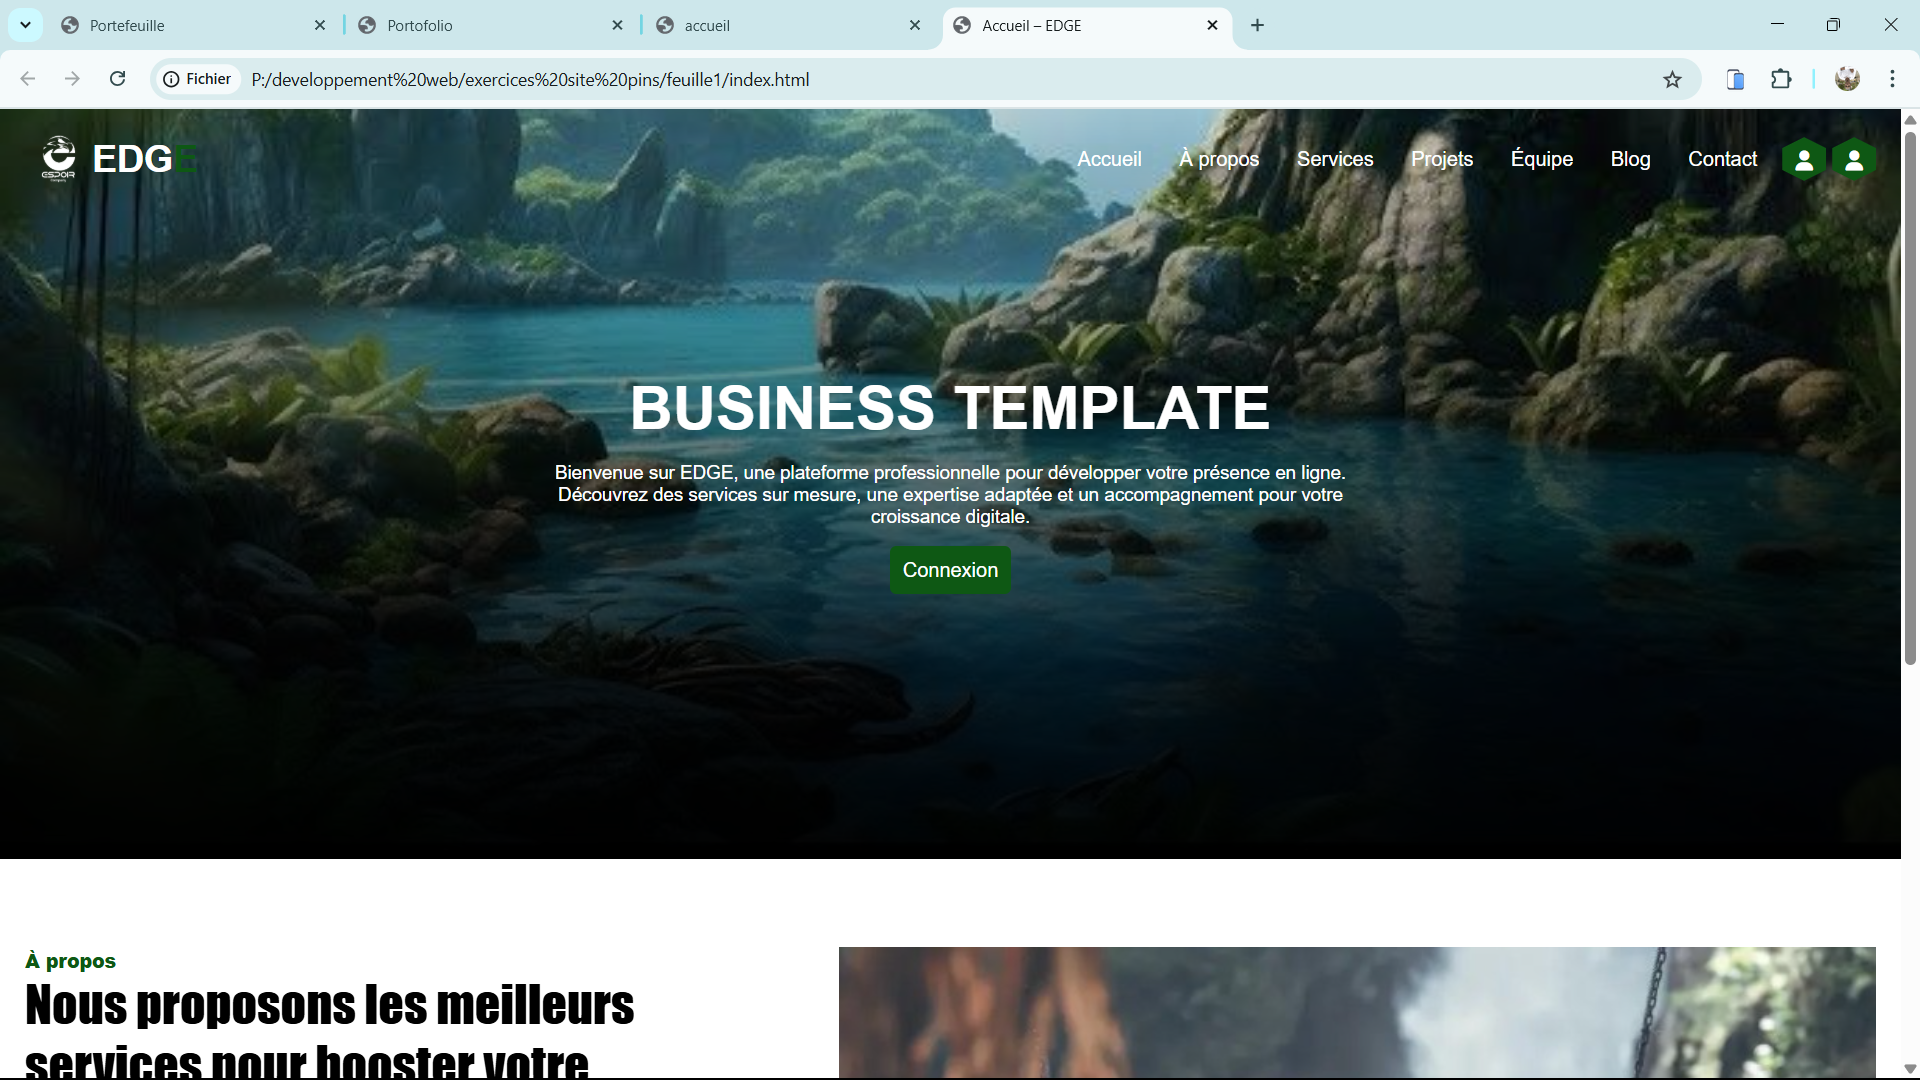 Portefeuille
Portofolio
accueil
Accueil – EDGE
Fichier
P:/developpement%20web/exercices%20site%20pins/feuille1/index.html
ESPOIR
EDGE
Accueil
À propos
Services
Projets
Équipe
Blog
Contact
BUSINESS TEMPLATE
Bienvenue sur EDGE, une plateforme professionnelle pour développer votre présence en ligne.
Découvrez des services sur mesure, une expertise adaptée et un accompagnement pour votre
croissance digitale.
Connexion
À propos
Nous proposons les meilleurs
services pour booster votre